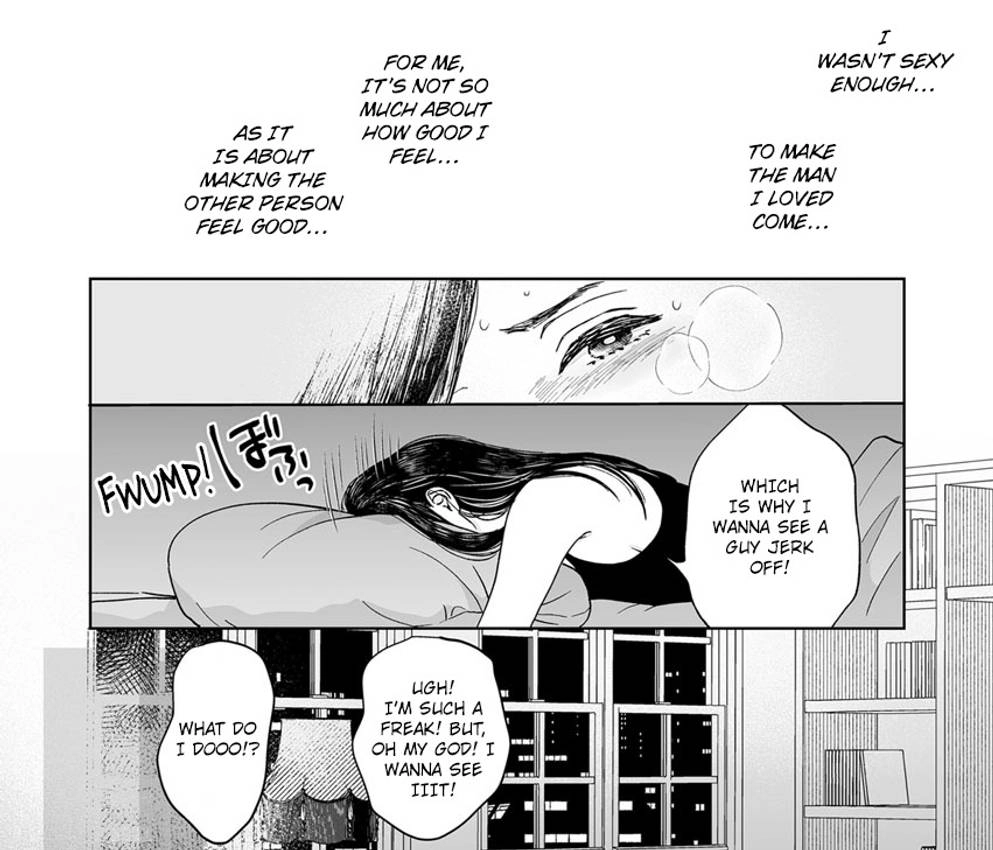 I
WASN'T SEXY
ENOUGH...
TO MAKE
THE MAN
I LOVED
COME...
FOR ME,
IT'S NOT SO
MUCH ABOUT
HOW GOOD I
FEEL...
AS IT
IS ABOUT
MAKING THE
OTHER PERSON
FEEL GOOD...
WHICH
IS WHY I
WANNA SEE A
GUY JERK
OFF!
ぼふっ
FWUMP!
UGH!
I'M SUCH A
FREAK! BUT,
OH MY GOD! I
WANNA SEE
IIIT!
WHAT DO
I DOOO!?